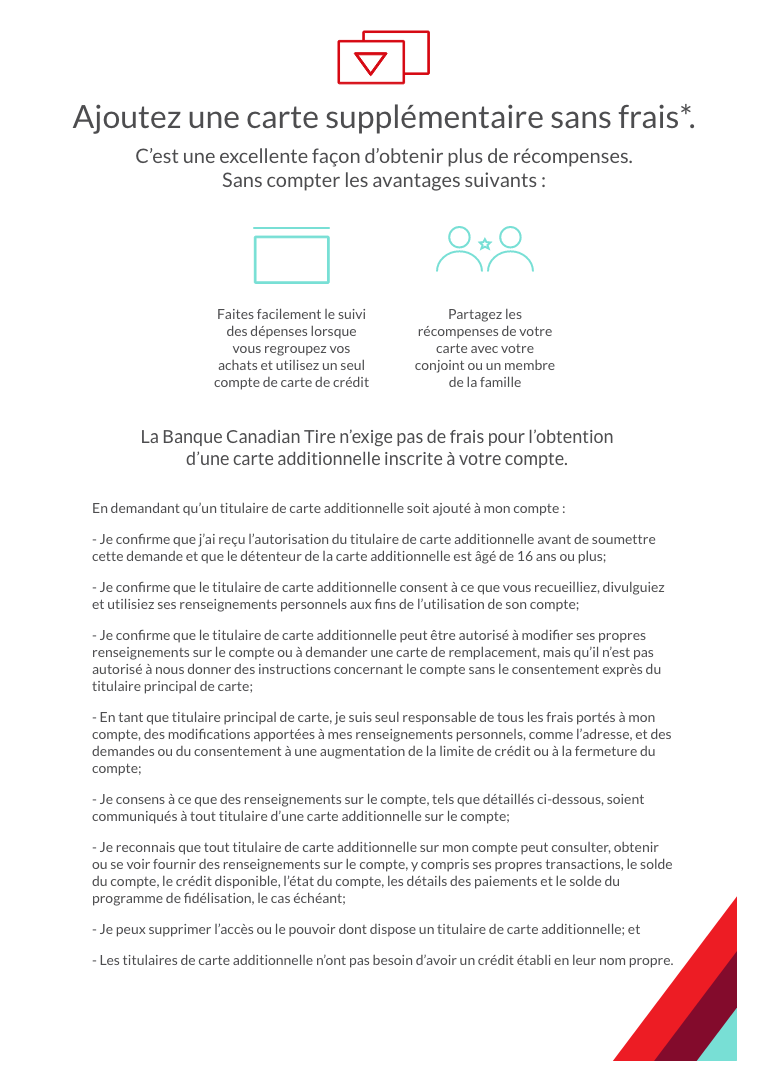 Ajoutez une carte supplémentaire sans frais*.
C’est une excellente façon d’obtenir plus de récompenses.
Sans compter les avantages suivants :
Faites facilement le suivi
des dépenses lorsque
vous regroupez vos
achats et utilisez un seul
compte de carte de crédit
Partagez les
récompenses de votre
carte avec votre
conjoint ou un membre
de la famille
La Banque Canadian Tire n’exige pas de frais pour l’obtention
d’une carte additionnelle inscrite à votre compte.
En demandant qu’un titulaire de carte additionnelle soit ajouté à mon compte :
- Je confirme que j’ai reçu l’autorisation du titulaire de carte additionnelle avant de soumettre
cette demande et que le détenteur de la carte additionnelle est âgé de 16 ans ou plus;
- Je confirme que le titulaire de carte additionnelle consent à ce que vous recueilliez, divulguiez
et utilisiez ses renseignements personnels aux fins de l’utilisation de son compte;
- Je confirme que le titulaire de carte additionnelle peut être autorisé à modifier ses propres
renseignements sur le compte ou à demander une carte de remplacement, mais qu’il n’est pas
autorisé à nous donner des instructions concernant le compte sans le consentement exprès du
titulaire principal de carte;
- En tant que titulaire principal de carte, je suis seul responsable de tous les frais portés à mon
compte, des modifications apportées à mes renseignements personnels, comme l’adresse, et des
demandes ou du consentement à une augmentation de la limite de crédit ou à la fermeture du
compte;
- Je consens à ce que des renseignements sur le compte, tels que détaillés ci-dessous, soient
communiqués à tout titulaire d’une carte additionnelle sur le compte;
- Je reconnais que tout titulaire de carte additionnelle sur mon compte peut consulter, obtenir
ou se voir fournir des renseignements sur le compte, y compris ses propres transactions, le solde
du compte, le crédit disponible, l’état du compte, les détails des paiements et le solde du
programme de fidélisation, le cas échéant;
- Je peux supprimer l’accès ou le pouvoir dont dispose un titulaire de carte additionnelle; et
- Les titulaires de carte additionnelle n’ont pas besoin d’avoir un crédit établi en leur nom propre.